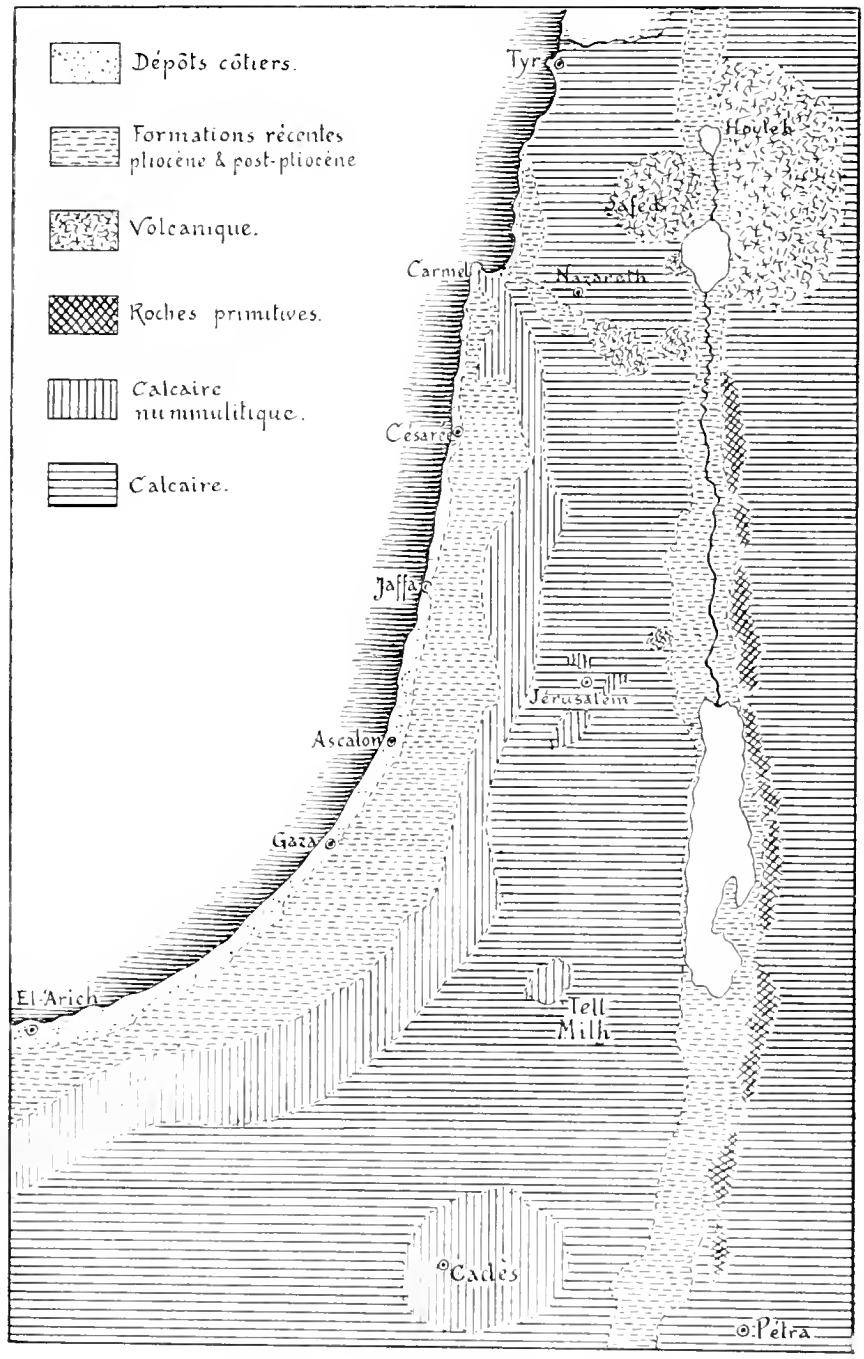 Dépôts côtiers.
Formations récentes
pliocène & post-pliocène
Volcanique.
Roches primitives.
Calcaire
nummulitique.
Calcaire.
Tyr
Houleh
Safed
Carmel
Nazareth
Césarée
Jaffa
Jérusalem
Ascalon
Gaza
El-'Arich
Tell
Milh
Cadès
Pétra